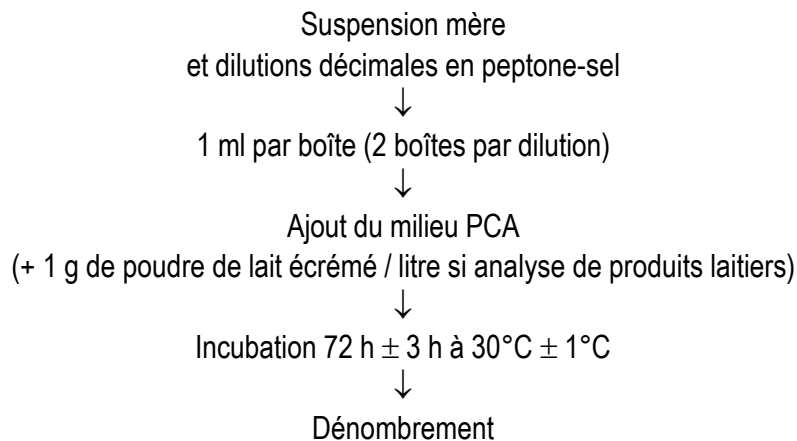 Suspension mère
et dilutions décimales en peptone-sel
↓
1 ml par boîte (2 boîtes par dilution)
↓
Ajout du milieu PCA
(+ 1 g de poudre de lait écrémé / litre si analyse de produits laitiers)
↓
Incubation 72 h ± 3 h à 30°C ± 1°C
↓
Dénombrement